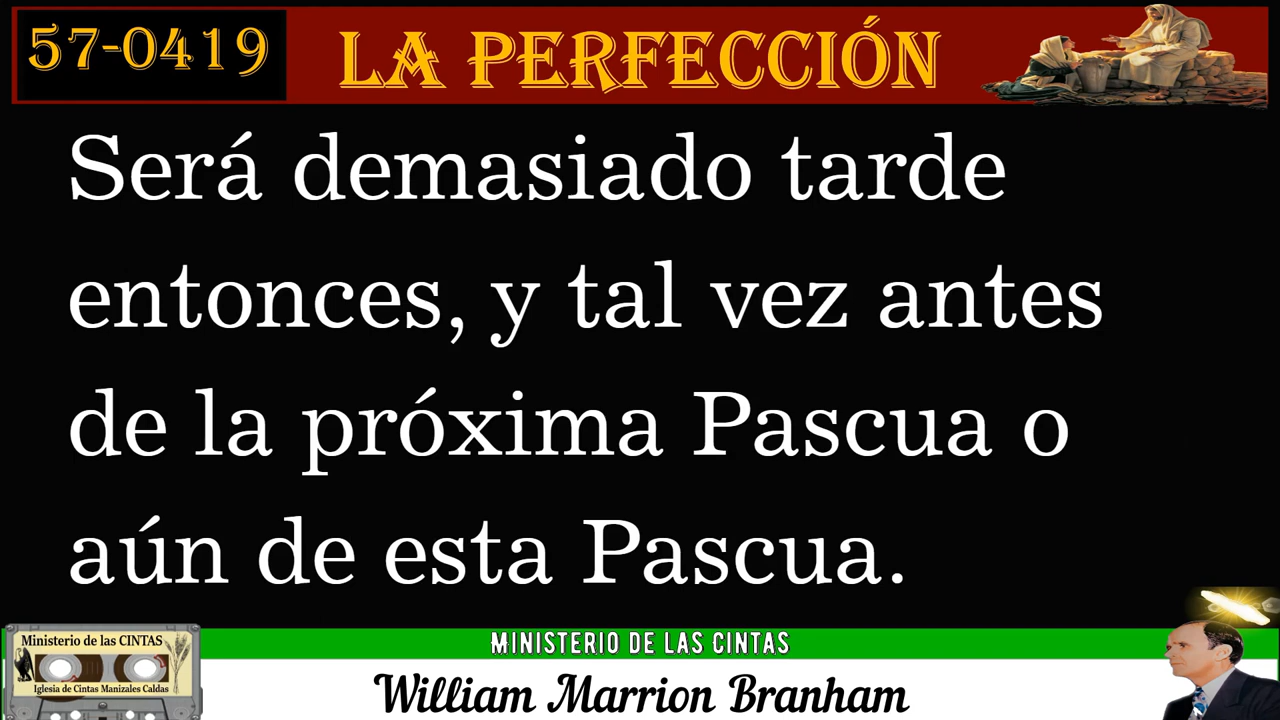 57-0419
LA PERFECCIÓN
Será demasiado tarde
entonces, y tal vez antes
de la próxima Pascua o
aún de esta Pascua.
MINISTERIO DE LAS CINTAS
Ministerio de las CINTAS
Iglesia de Cintas Manizales Caldas
William Marrion Branham